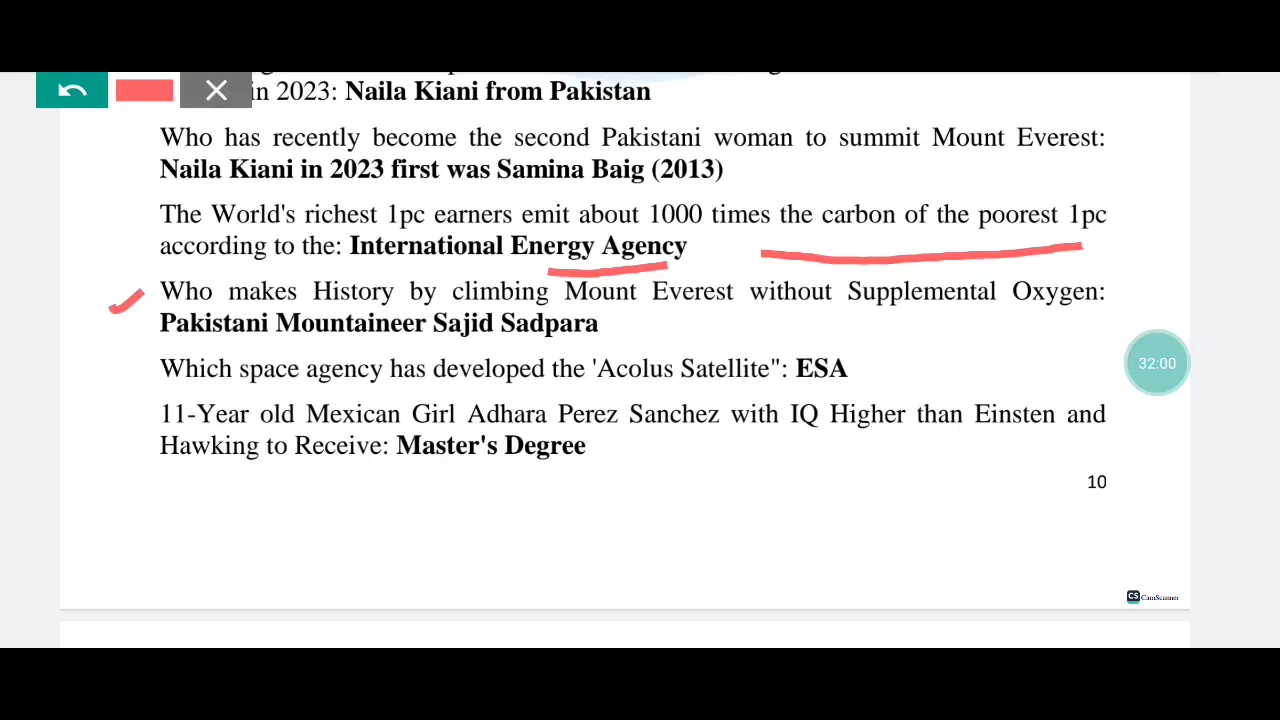 in 2023: Naila Kiani from Pakistan
Who has recently become the second Pakistani woman to summit Mount Everest:
Naila Kiani in 2023 first was Samina Baig (2013)
The World's richest 1pc earners emit about 1000 times the carbon of the poorest 1pc
according to the: International Energy Agency
Who makes History by climbing Mount Everest without Supplemental Oxygen:
Pakistani Mountaineer Sajid Sadpara
32:00
Which space agency has developed the 'Acolus Satellite": ESA
11-Year old Mexican Girl Adhara Perez Sanchez with IQ Higher than Einsten and
Hawking to Receive: Master's Degree
10
CS CamScanner